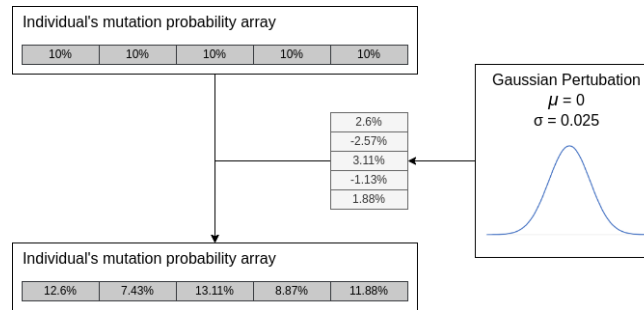 Individual's mutation probability array
10% 10% 10% 10% 10%
Gaussian Pertubation
μ = 0
σ = 0.025
2.6%
-2.57%
3.11%
-1.13%
1.88%
Individual's mutation probability array
12.6% 7.43% 13.11% 8.87% 11.88%